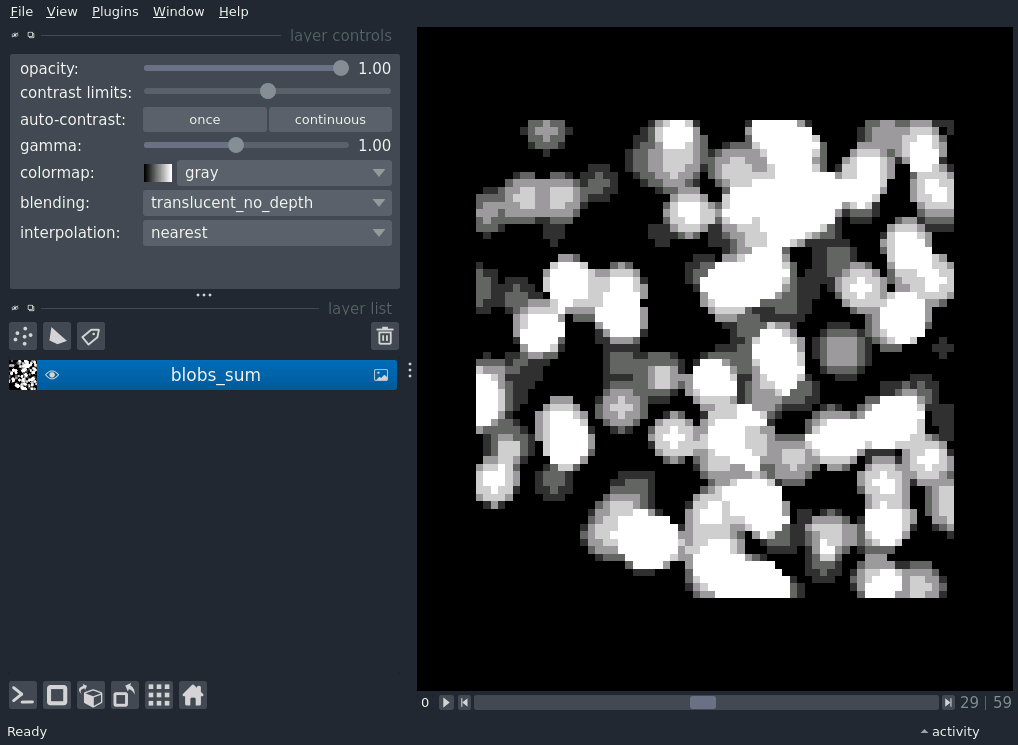 File View Plugins Window Help
layer controls
opacity: 1.00
contrast limits:
auto-contrast: once continuous
gamma: 1.00
colormap: gray
blending: translucent_no_depth
interpolation: nearest
layer list
blobs_sum
0 29 | 59
Ready activity